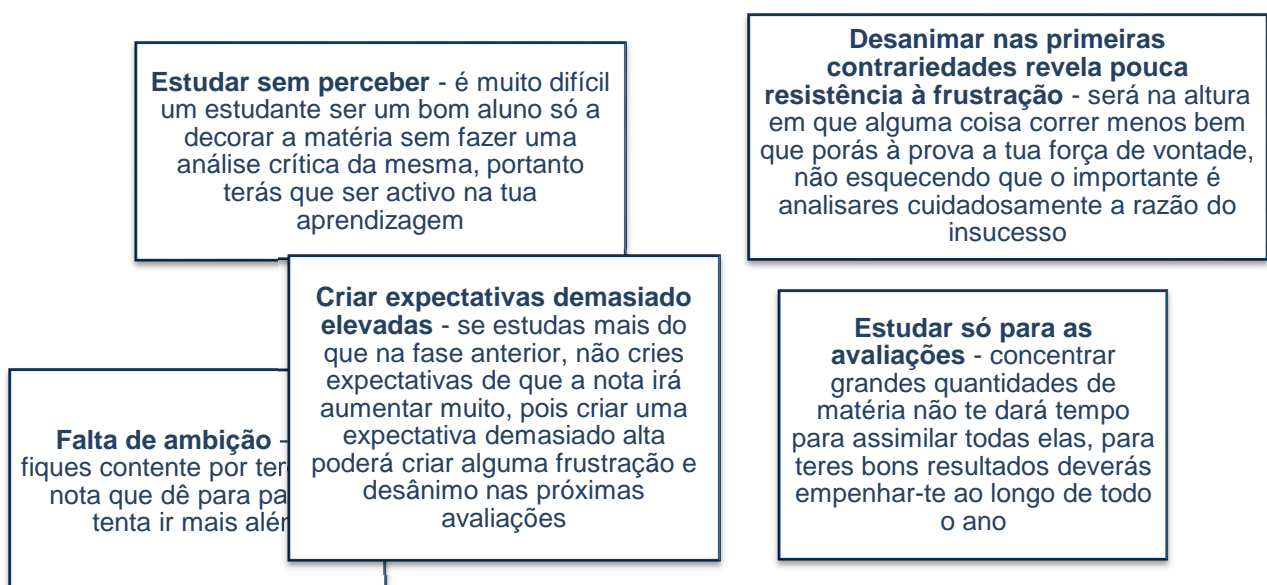 Estudar sem perceber - é muito difícil
um estudante ser um bom aluno só a
decorar a matéria sem fazer uma
análise crítica da mesma, portanto
terás que ser activo na tua
aprendizagem
Desanimar nas primeiras
contrariedades revela pouca
resistência à frustração - será na altura
em que alguma coisa correr menos bem
que porás à prova a tua força de vontade,
não esquecendo que o importante é
analisares cuidadosamente a razão do
insucesso
Criar expectativas demasiado
elevadas - se estudas mais do
que na fase anterior, não cries
expectativas de que a nota irá
aumentar muito, pois criar uma
expectativa demasiado alta
poderá criar alguma frustração e
desânimo nas próximas
avaliações
Estudar só para as
avaliações - concentrar
grandes quantidades de
matéria não te dará tempo
para assimilar todas elas, para
teres bons resultados deverás
empenhar-te ao longo de todo
o ano
Falta de ambição -
fiques contente por
nota que dê para
tenta ir mais